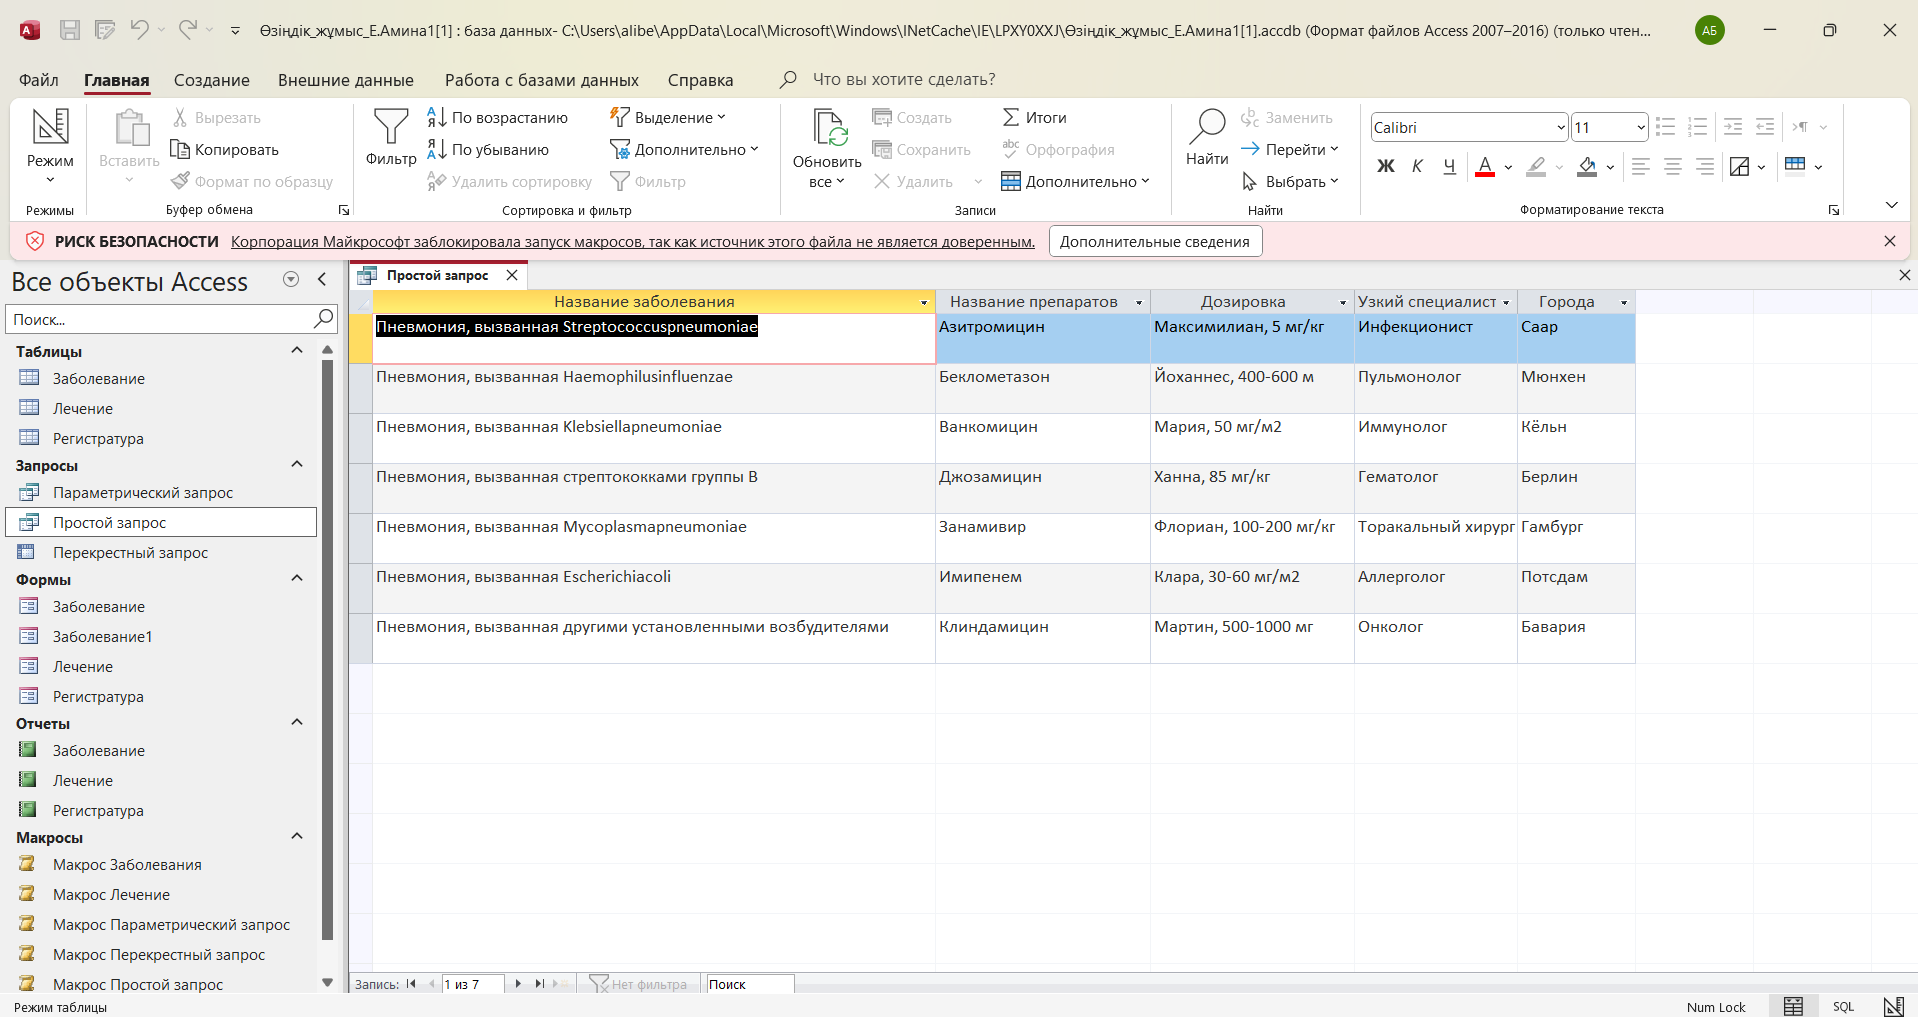 Өзіндік_жұмыс_Е.Амина1[1] : база данных- C:\Users\alibe\AppData\Local\Microsoft\Windows\INetCache\IE\LPXY0XXJ\Өзіндік_жұмыс_Е.Амина1[1].accdb (Формат файлов Access 2007–2016) (только чтен...
АБ
Файл Главная Создание Внешние данные Работа с базами данных Справка Что вы хотите сделать?
Режим
Режимы
Вставить
Вырезать
Копировать
Формат по образцу
Буфер обмена
Фильтр
По возрастанию
По убыванию
Удалить сортировку
Выделение
Дополнительно
Фильтр
Сортировка и фильтр
Обновить
все
Создать
Сохранить
Удалить
Итоги
Орфография
Дополнительно
Записи
Найти
Заменить
Перейти
Выбрать
Найти
Calibri 11
Ж К Ч А
Форматирование текста
РИСК БЕЗОПАСНОСТИ Корпорация Майкрософт заблокировала запуск макросов, так как источник этого файла не является доверенным. Дополнительные сведения
Все объекты Access
Поиск...
Таблицы
Заболевание
Лечение
Регистратура
Запросы
Параметрический запрос
Простой запрос
Перекрестный запрос
Формы
Заболевание
Заболевание1
Лечение
Регистратура
Отчеты
Заболевание
Лечение
Регистратура
Макросы
Макрос Заболевания
Макрос Лечение
Макрос Параметрический запрос
Макрос Перекрестный запрос
Макрос Простой запрос
Простой запрос
Название заболевания Название препаратов Дозировка Узкий специалист Города
Пневмония, вызванная Streptococcuspneumoniae Азитромицин Максимилиан, 5 мг/кг Инфекционист Саар
Пневмония, вызванная Haemophilusinfluenzae Беклометазон Йоханнес, 400-600 м Пульмонолог Мюнхен
Пневмония, вызванная Klebsiellapneumoniae Ванкомицин Мария, 50 мг/м2 Иммунолог Кёльн
Пневмония, вызванная стрептококками группы В Джозамицин Ханна, 85 мг/кг Гематолог Берлин
Пневмония, вызванная Mycoplasmapneumoniae Занамивир Флориан, 100-200 мг/кг Торакальный хирург Гамбург
Пневмония, вызванная Escherichiacoli Имипенем Клара, 30-60 мг/м2 Аллерголог Потсдам
Пневмония, вызванная другими установленными возбудителями Клиндамицин Мартин, 500-1000 мг Онколог Бавария
Запись: 1 из 7 Нет фильтра Поиск
Режим таблицы Num Lock SQL